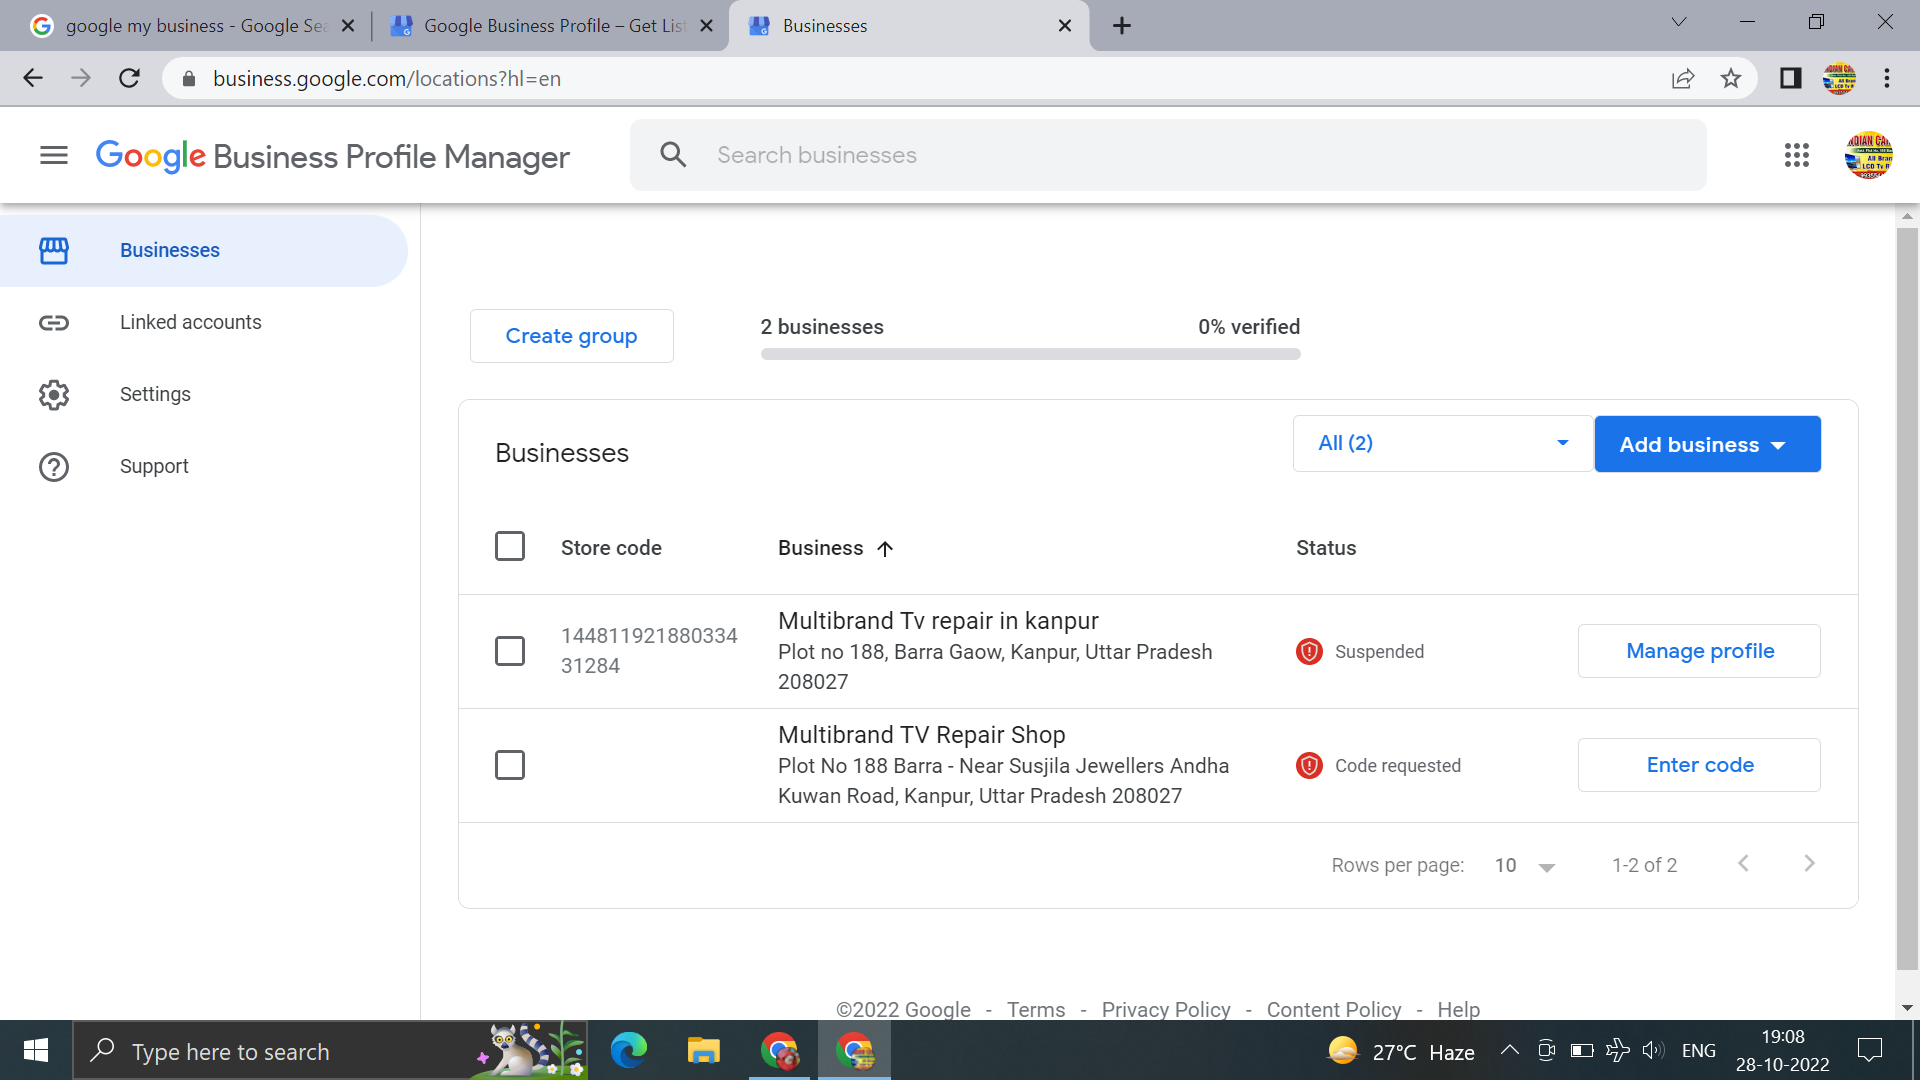 google my business - Google Sea
Google Business Profile – Get List
Businesses
business.google.com/locations?hl=en
Google Business Profile Manager
Search businesses
Businesses
Linked accounts
Settings
Support
Create group
2 businesses
0% verified
Businesses
All (2)
Add business
Store code
Business
Status
144811921880334
31284
Multibrand Tv repair in kanpur
Plot no 188, Barra Gaow, Kanpur, Uttar Pradesh
208027
Suspended
Manage profile
Multibrand TV Repair Shop
Plot No 188 Barra - Near Susjila Jewellers Andha
Kuwan Road, Kanpur, Uttar Pradesh 208027
Code requested
Enter code
Rows per page: 10
1-2 of 2
©2022 Google - Terms - Privacy Policy - Content Policy - Help
Type here to search
27°C Haze
ENG
19:08
28-10-2022